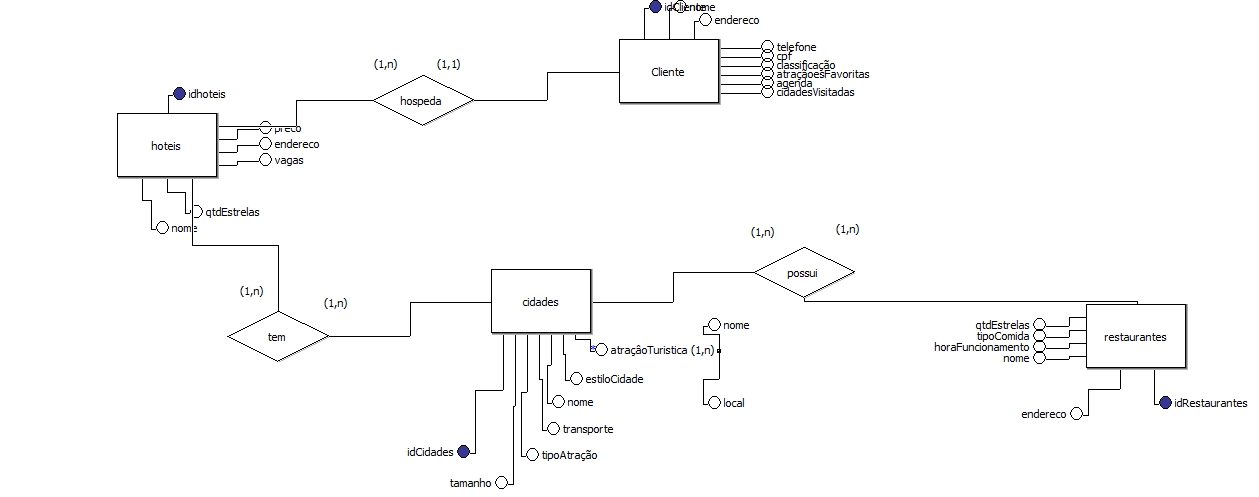 idCliente
nome
endereco
telefone
cpf
classificação
atraçãoesFavoritas
agenda
cidadesVisitadas
Cliente
(1,n)
(1,1)
hospeda
idhoteis
hoteis
preco
endereco
vagas
qtdEstrelas
nome
(1,n)
(1,n)
tem
cidades
(1,n)
(1,n)
possui
restaurantes
qtdEstrelas
tipoComida
horaFuncionamento
nome
endereco
idRestaurantes
nome
atraçãoTuristica (1,n)
local
estiloCidade
nome
transporte
idCidades
tipoAtração
tamanho